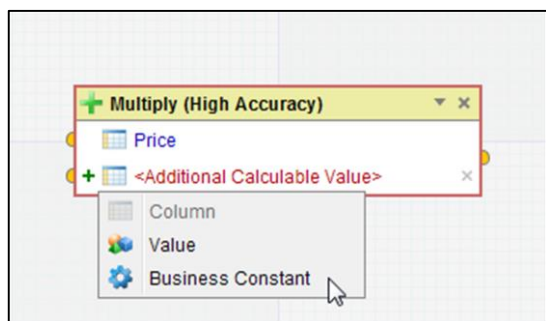 Multiply (High Accuracy)
Price
<Additional Calculable Value>
Column
Value
Business Constant